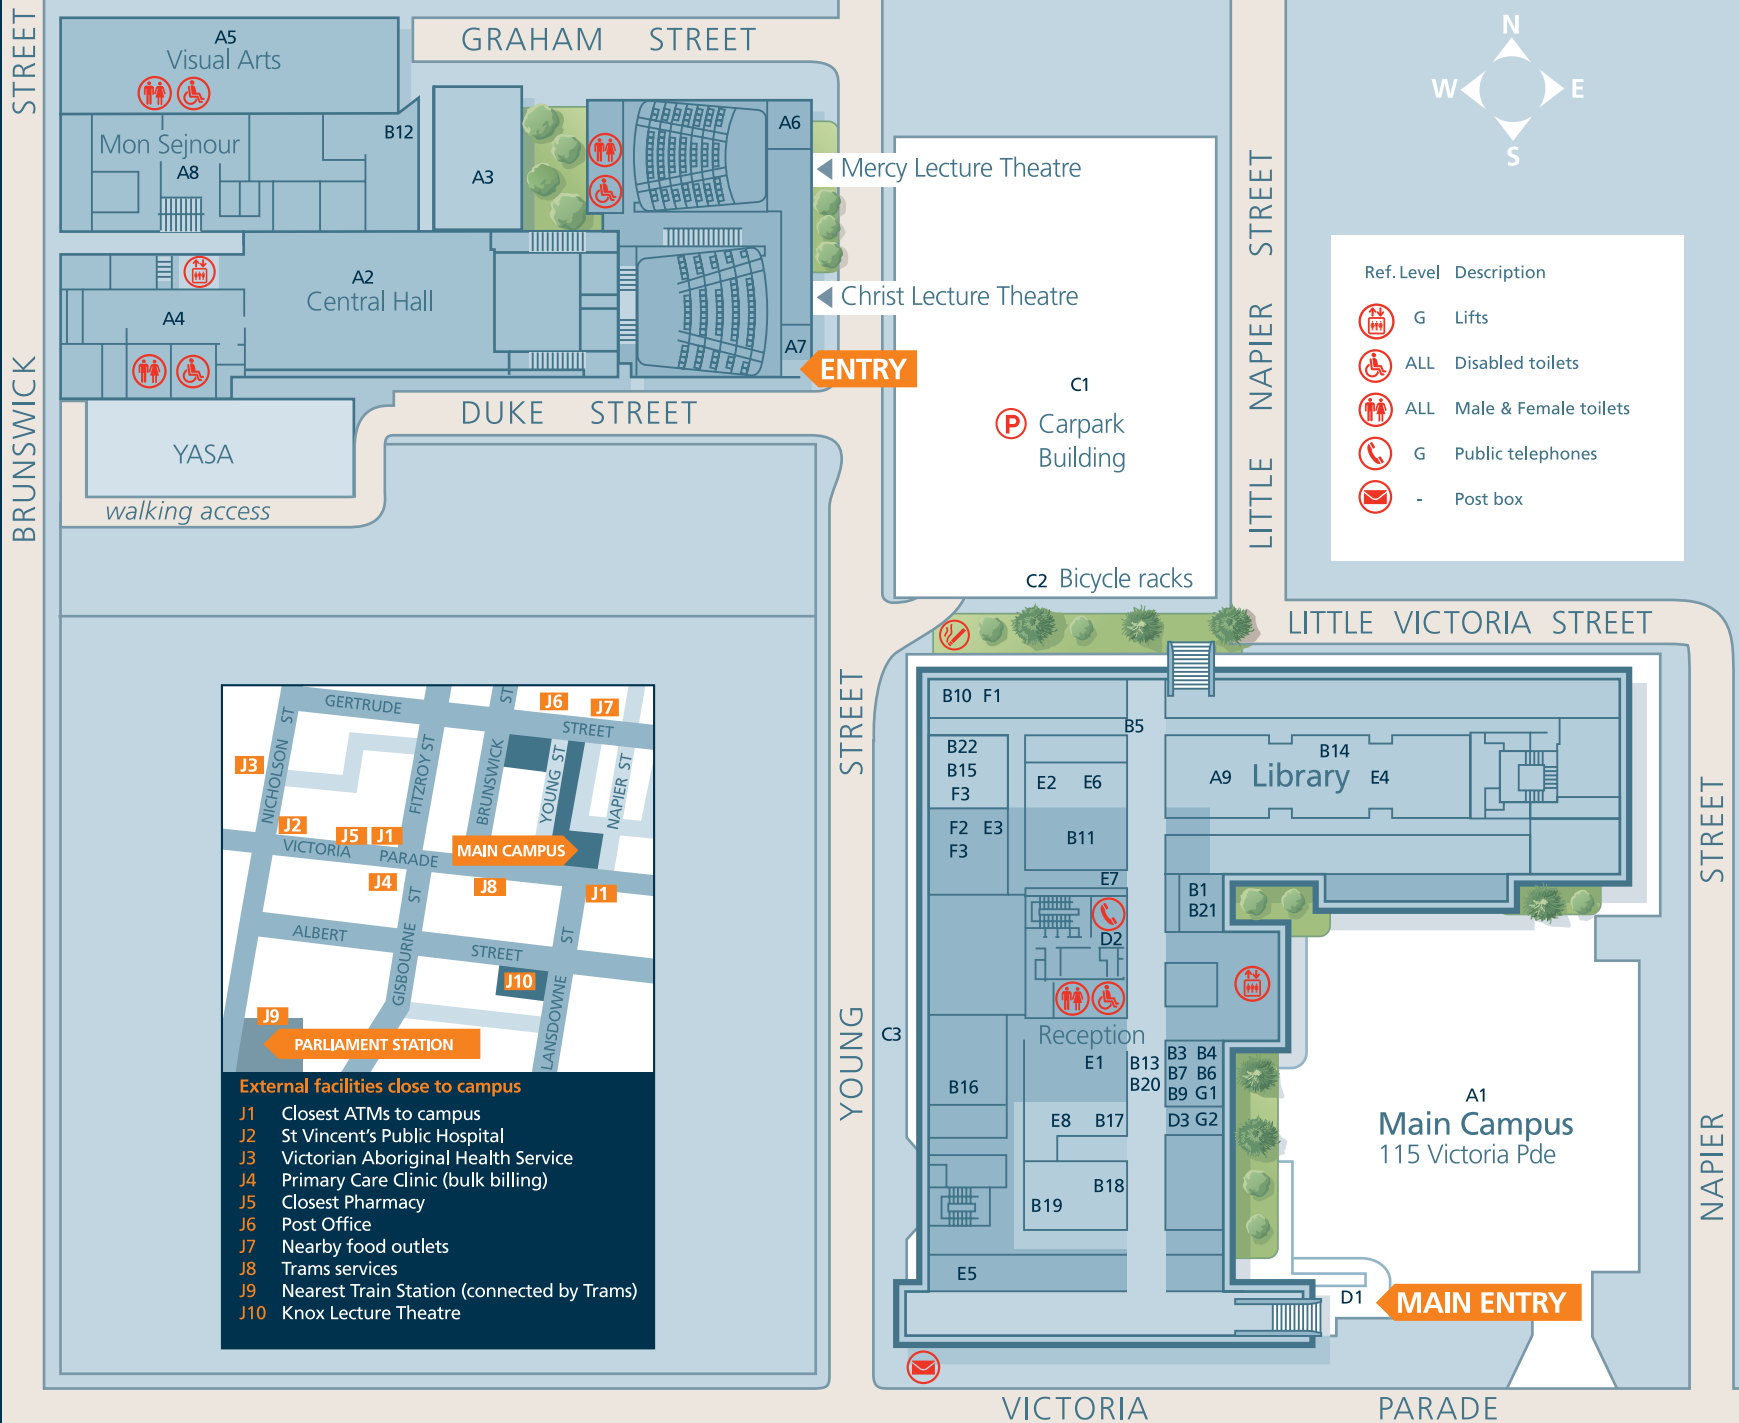 STREET
BRUNSWICK
A5
Visual Arts
GRAHAM STREET
Mon Sejnour
A8
B12
A3
A6
Mercy Lecture Theatre
Christ Lecture Theatre
A2
Central Hall
A4
A7
ENTRY
DUKE STREET
YASA
walking access
C1
P
Carpark
Building
C2 Bicycle racks
LITTLE NAPIER STREET
N
W E
S
Ref. Level Description
G Lifts
ALL Disabled toilets
ALL Male & Female toilets
G Public telephones
- Post box
LITTLE VICTORIA STREET
YOUNG STREET
NAPIER STREET
B10 F1
B5
B22
B15
F3
E2 E6
B14
A9 Library E4
F2 E3
F3
B11
E7
B1
B21
D2
Reception
C3
E1
B13
B20
B3 B4
B7 B6
B9 G1
D3 G2
B16
E8 B17
B18
B19
E5
A1
Main Campus
115 Victoria Pde
D1
MAIN ENTRY
VICTORIA PARADE
GERTRUDE STREET
NICHOLSON ST
FITZROY ST
BRUNSWICK ST
YOUNG ST
NAPIER ST
J6
J7
J3
J2
J5
J1
VICTORIA PARADE
MAIN CAMPUS
J4
J8
J1
ALBERT STREET
GISBOURNE ST
LANSDOWNE ST
J10
J9
PARLIAMENT STATION
External facilities close to campus
J1 Closest ATMs to campus
J2 St Vincent's Public Hospital
J3 Victorian Aboriginal Health Service
J4 Primary Care Clinic (bulk billing)
J5 Closest Pharmacy
J6 Post Office
J7 Nearby food outlets
J8 Trams services
J9 Nearest Train Station (connected by Trams)
J10 Knox Lecture Theatre